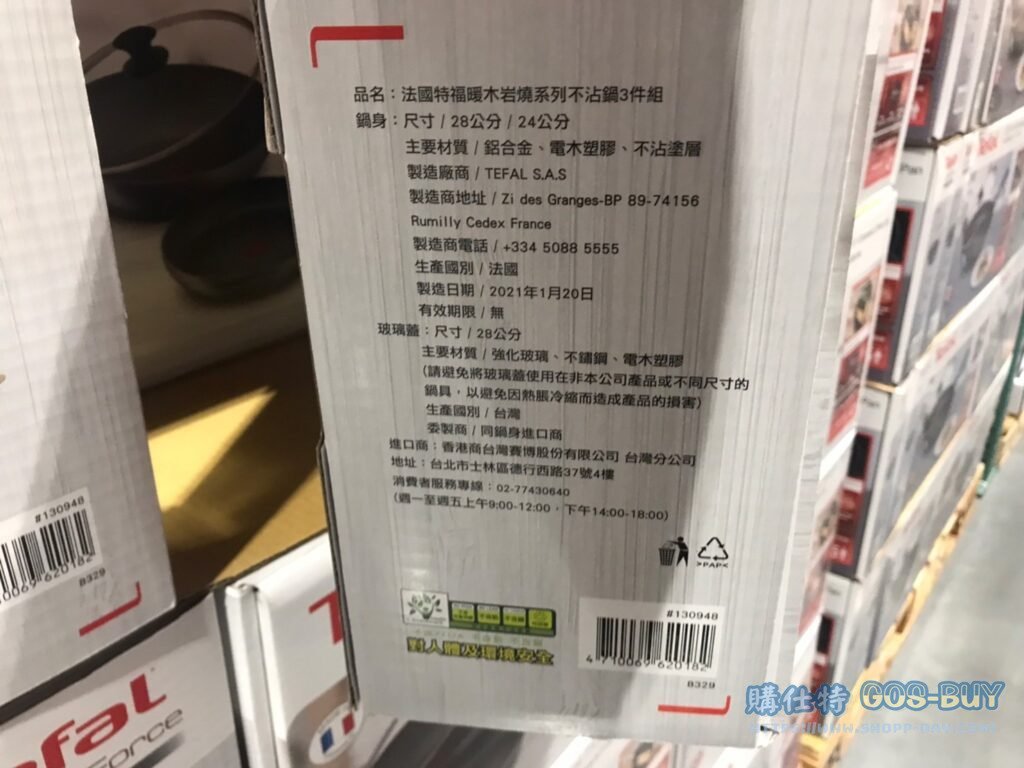 品名：法國特福暖木岩燒系列不沾鍋3件組
鍋身：尺寸 / 28公分 / 24公分
主要材質 / 鋁合金、電木塑膠、不沾塗層
製造廠商 / TEFAL S.A.S
製造商地址 / Zi des Granges-BP 89-74156
Rumilly Cedex France
製造商電話 / +334 5088 5555
生產國別 / 法國
製造日期 / 2021年1月20日
有效期限 / 無
玻璃蓋：尺寸 / 28公分
主要材質 / 強化玻璃、不鏽鋼、電木塑膠
(請避免將玻璃蓋使用在非本公司產品或不同尺寸的
鍋具，以避免因熱脹冷縮而造成產品的損害)
生產國別 / 台灣
委製商 / 同鍋身進口商
進口商：香港商台灣賽博股份有限公司 台灣分公司
地址：台北市士林區德行西路37號4樓
消費者服務專線：02-77430640
(週一至週五上午9:00-12:00，下午14:00-18:00)
>PAP<
對人體及環境安全
#130948
4 710069 620182
B329
#130948
10069 620182
B329
efal
Force
購仕特 GOS-BUY